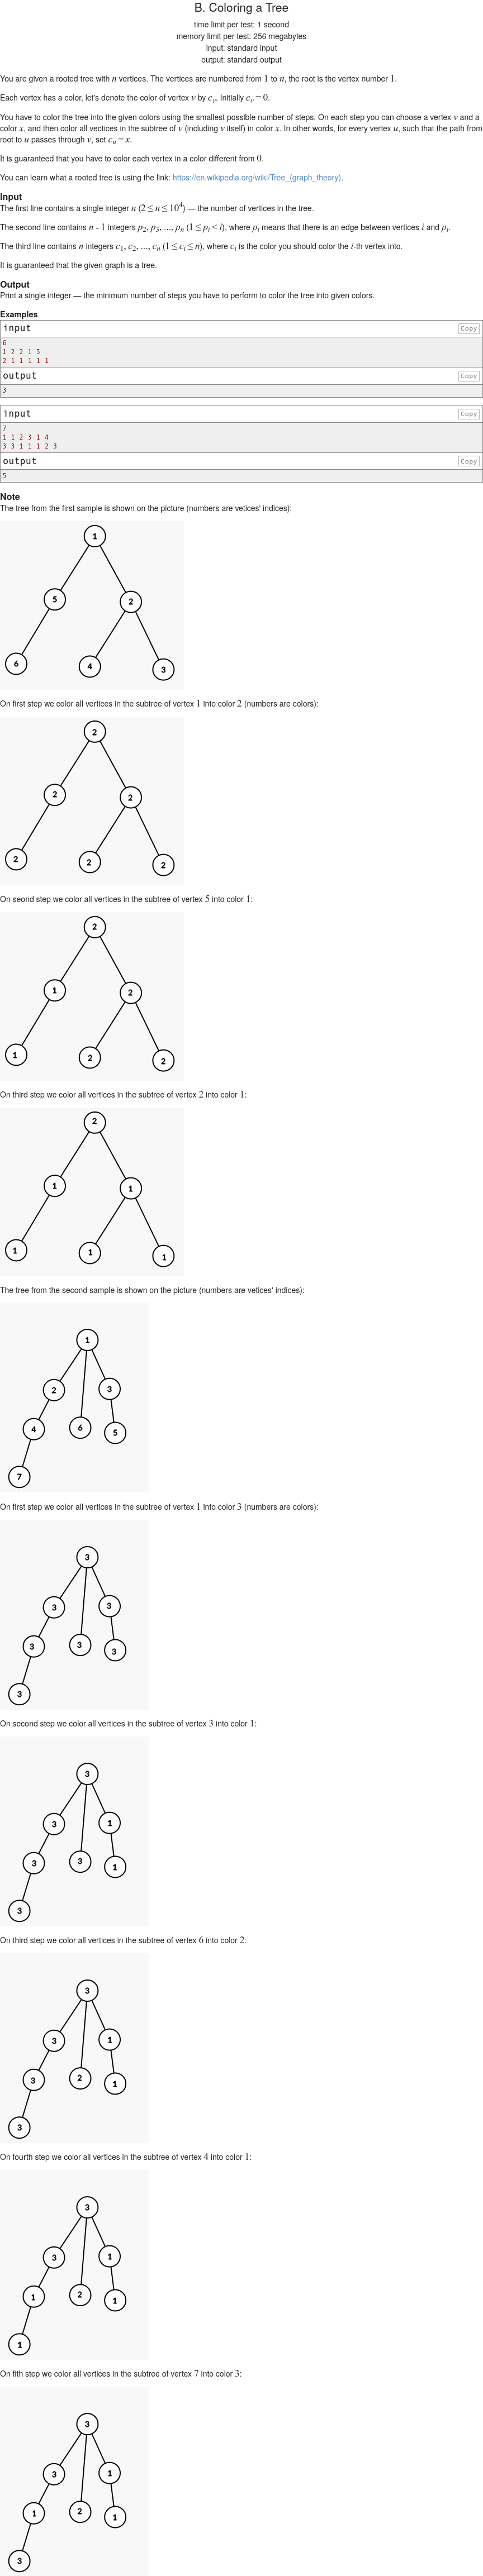 B. Coloring a Tree
time limit per test: 1 second
memory limit per test: 256 megabytes
input: standard input
output: standard output
You are given a rooted tree with n vertices. The vertices are numbered from 1 to n, the root is the vertex number 1.
Each vertex has a color, let's denote the color of vertex v by c_v. Initially c_v = 0.
You have to color the tree into the given colors using the smallest possible number of steps. On each step you can choose a vertex v and a
color x, and then color all vertices in the subtree of v (including v itself) in color x. In other words, for every vertex u, such that the path from
root to u passes through v, set c_u = x.
It is guaranteed that you have to color each vertex in a color different from 0.
You can learn what a rooted tree is using the link: https://en.wikipedia.org/wiki/Tree_(graph_theory).
Input
The first line contains a single integer n (2 ≤ n ≤ 10^4) — the number of vertices in the tree.
The second line contains n - 1 integers p_2, p_3, ..., p_n (1 ≤ p_i < i), where p_i means that there is an edge between vertices i and p_i.
The third line contains n integers c_1, c_2, ..., c_n (1 ≤ c_i ≤ n), where c_i is the color you should color the i-th vertex into.
It is guaranteed that the given graph is a tree.
Output
Print a single integer — the minimum number of steps you have to perform to color the tree into given colors.
Examples
input
Copy
6
1 2 2 1 5
2 1 1 1 1 1
output
Copy
3
input
Copy
7
1 1 2 3 1 4
3 3 1 1 1 2 3
output
Copy
5
Note
The tree from the first sample is shown on the picture (numbers are vetices' indices):
1
5 2
6 4 3
On first step we color all vertices in the subtree of vertex 1 into color 2 (numbers are colors):
2
2 2
2 2 2
On seond step we color all vertices in the subtree of vertex 5 into color 1:
2
1 2
1 2 2
On third step we color all vertices in the subtree of vertex 2 into color 1:
2
1 1
1 1 1
The tree from the second sample is shown on the picture (numbers are vetices' indices):
1
2 3
4 6 5
7
On first step we color all vertices in the subtree of vertex 1 into color 3 (numbers are colors):
3
3 3
3 3 3
3
On second step we color all vertices in the subtree of vertex 3 into color 1:
3
3 1
3 3 1
3
On third step we color all vertices in the subtree of vertex 6 into color 2:
3
3 1
3 2 1
3
On fourth step we color all vertices in the subtree of vertex 4 into color 1:
3
3 1
1 2 1
1
On fith step we color all vertices in the subtree of vertex 7 into color 3:
3
3 1
1 2 1
3